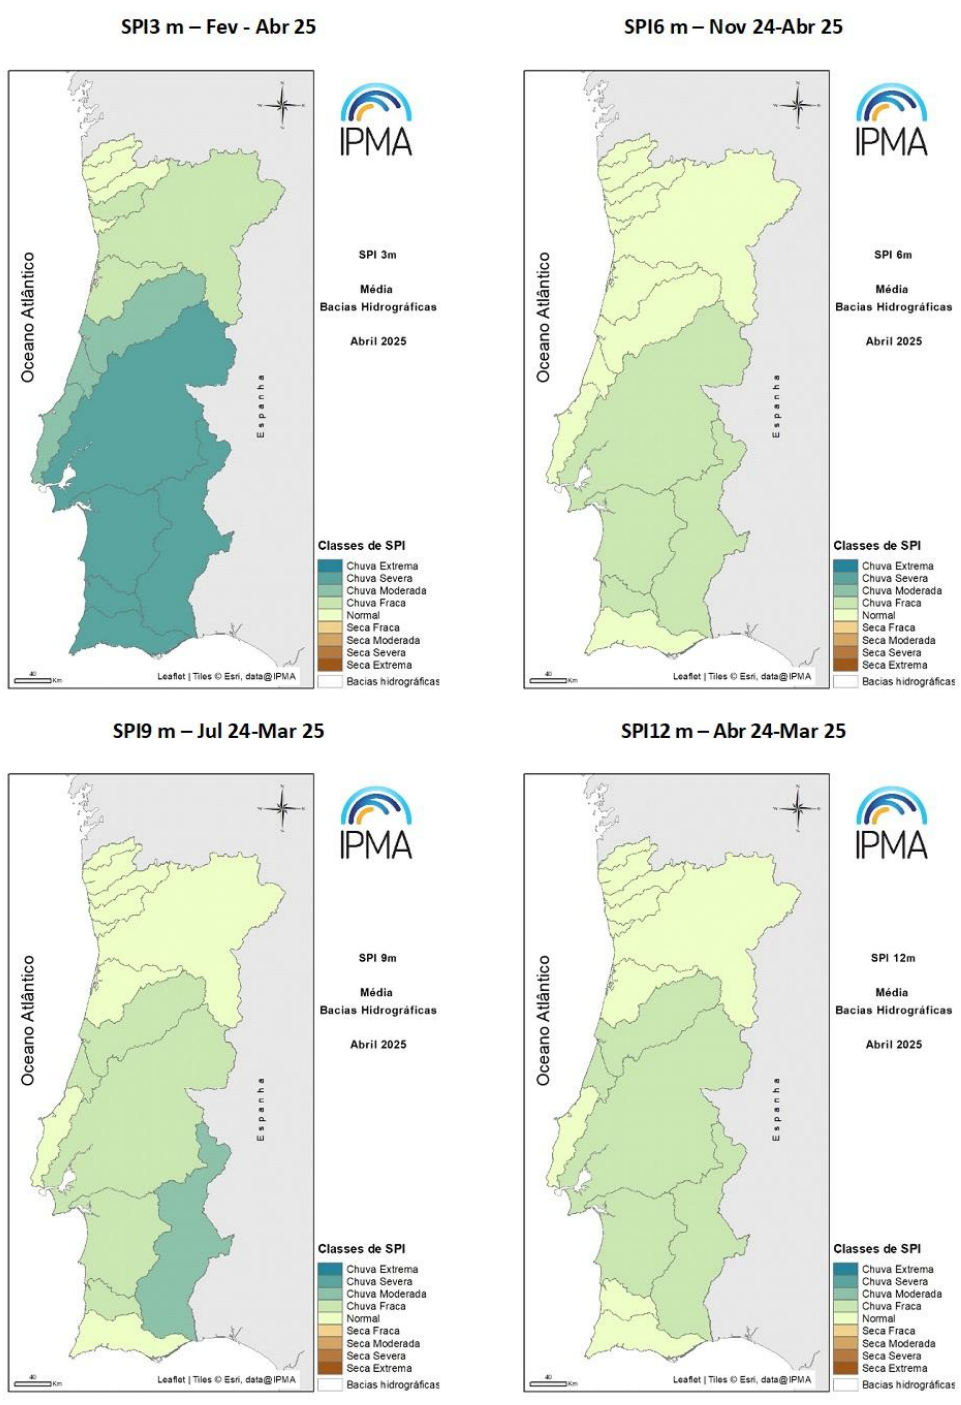 SPI3 m – Fev - Abr 25
IPMA
Oceano Atlântico
Espanha
SPI 3m
Média
Bacias Hidrográficas
Abril 2025
Classes de SPI
Chuva Extrema
Chuva Severa
Chuva Moderada
Chuva Fraca
Normal
Seca Fraca
Seca Moderada
Seca Severa
Seca Extrema
Bacias hidrográficas
40
Km
Leaflet | Tiles © Esri, data@IPMA
SPI6 m – Nov 24-Abr 25
IPMA
Oceano Atlântico
Espanha
SPI 6m
Média
Bacias Hidrográficas
Abril 2025
Classes de SPI
Chuva Extrema
Chuva Severa
Chuva Moderada
Chuva Fraca
Normal
Seca Fraca
Seca Moderada
Seca Severa
Seca Extrema
Bacias hidrográficas
40
Km
Leaflet | Tiles © Esri, data@IPMA
SPI9 m – Jul 24-Mar 25
IPMA
Oceano Atlântico
Espanha
SPI 9m
Média
Bacias Hidrográficas
Abril 2025
Classes de SPI
Chuva Extrema
Chuva Severa
Chuva Moderada
Chuva Fraca
Normal
Seca Fraca
Seca Moderada
Seca Severa
Seca Extrema
Bacias hidrográficas
40
Km
Leaflet | Tiles © Esri, data@IPMA
SPI12 m – Abr 24-Mar 25
IPMA
Oceano Atlântico
Espanha
SPI 12m
Média
Bacias Hidrográficas
Abril 2025
Classes de SPI
Chuva Extrema
Chuva Severa
Chuva Moderada
Chuva Fraca
Normal
Seca Fraca
Seca Moderada
Seca Severa
Seca Extrema
Bacias hidrográficas
40
Km
Leaflet | Tiles © Esri, data@IPMA